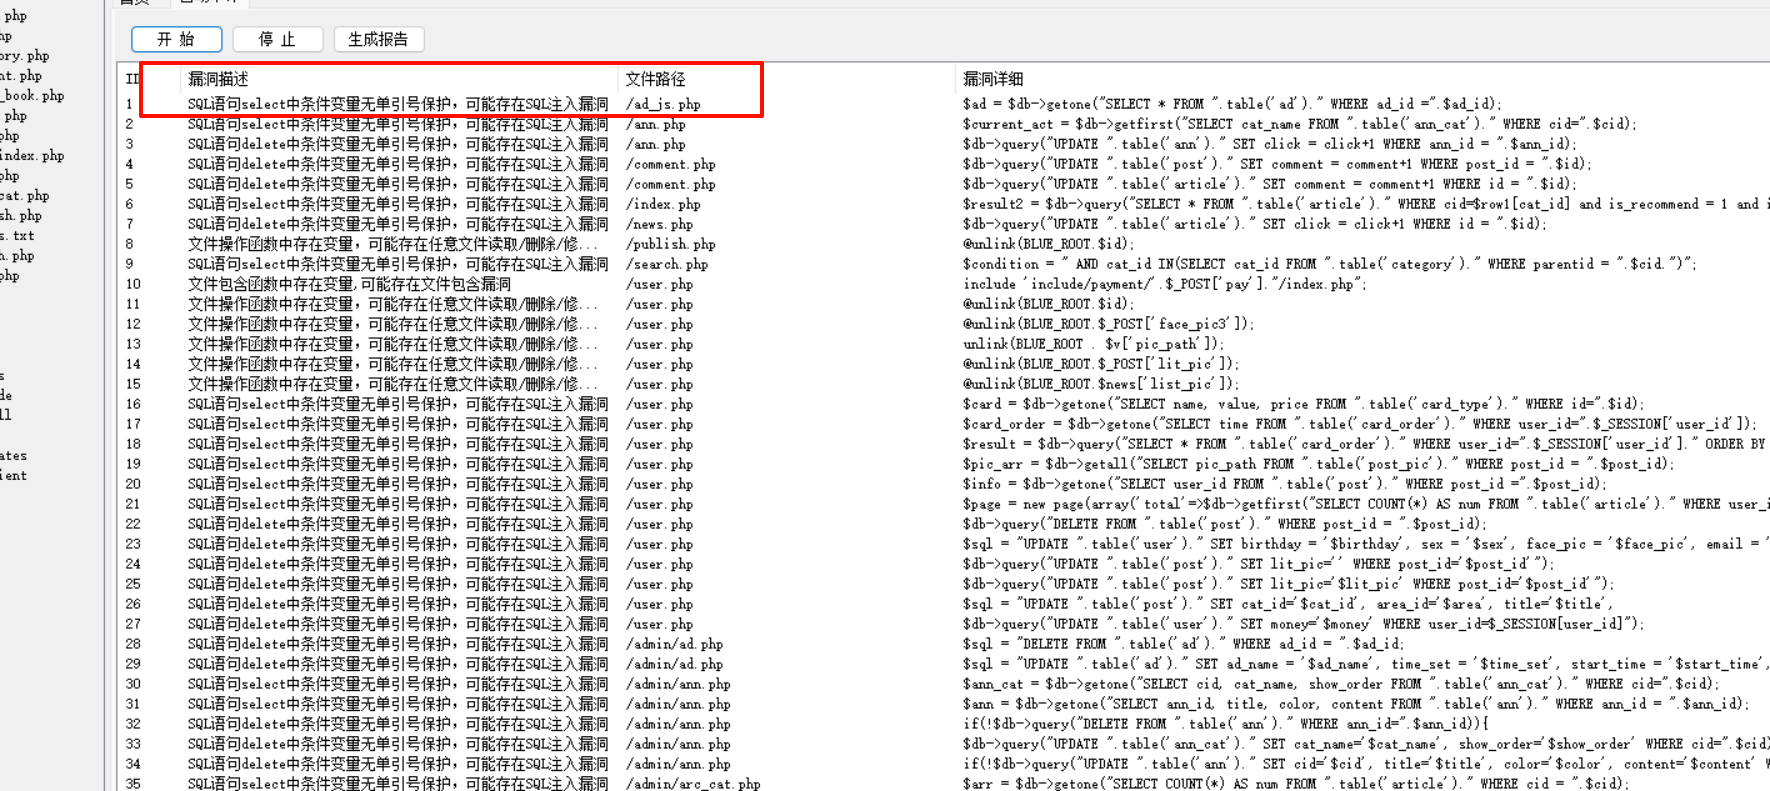 .php
hp
ory.php
nt.php
_book.php
.php
php
index.php
php
cat.php
sh.php
s.txt
h.php
php
s
de
ll
ates
ient
开 始 停 止 生成报告
ID 漏洞描述 文件路径 漏洞详细
1 SQL语句select中条件变量无单引号保护，可能存在SQL注入漏洞 /ad_js.php $ad = $db->getone("SELECT * FROM ".table('ad')." WHERE ad_id =".$ad_id);
2 SQL语句select中条件变量无单引号保护，可能存在SQL注入漏洞 /ann.php $current_act = $db->getfirst("SELECT cat_name FROM ".table('ann_cat')." WHERE cid=".$cid);
3 SQL语句delete中条件变量无单引号保护，可能存在SQL注入漏洞 /ann.php $db->query("UPDATE ".table('ann')." SET click = click+1 WHERE ann_id = ".$ann_id);
4 SQL语句delete中条件变量无单引号保护，可能存在SQL注入漏洞 /comment.php $db->query("UPDATE ".table('post')." SET comment = comment+1 WHERE post_id = ".$id);
5 SQL语句delete中条件变量无单引号保护，可能存在SQL注入漏洞 /comment.php $db->query("UPDATE ".table('article')." SET comment = comment+1 WHERE id = ".$id);
6 SQL语句select中条件变量无单引号保护，可能存在SQL注入漏洞 /index.php $result2 = $db->query("SELECT * FROM ".table('article')." WHERE cid=$row1[cat_id] and is_recommend = 1 and i
7 SQL语句delete中条件变量无单引号保护，可能存在SQL注入漏洞 /news.php $db->query("UPDATE ".table('article')." SET click = click+1 WHERE id = ".$id);
8 文件操作函数中存在变量，可能存在任意文件读取/删除/修... /publish.php @unlink(BLUE_ROOT.$id);
9 SQL语句select中条件变量无单引号保护，可能存在SQL注入漏洞 /search.php $condition = " AND cat_id IN(SELECT cat_id FROM ".table('category')." WHERE parentid = ".$cid.")";
10 文件包含函数中存在变量,可能存在文件包含漏洞 /user.php include 'include/payment/'.$_POST['pay']."/index.php";
11 文件操作函数中存在变量，可能存在任意文件读取/删除/修... /user.php @unlink(BLUE_ROOT.$id);
12 文件操作函数中存在变量，可能存在任意文件读取/删除/修... /user.php @unlink(BLUE_ROOT.$_POST['face_pic3']);
13 文件操作函数中存在变量，可能存在任意文件读取/删除/修... /user.php unlink(BLUE_ROOT . $v['pic_path']);
14 文件操作函数中存在变量，可能存在任意文件读取/删除/修... /user.php @unlink(BLUE_ROOT.$_POST['lit_pic']);
15 文件操作函数中存在变量，可能存在任意文件读取/删除/修... /user.php @unlink(BLUE_ROOT.$news['list_pic']);
16 SQL语句select中条件变量无单引号保护，可能存在SQL注入漏洞 /user.php $card = $db->getone("SELECT name, value, price FROM ".table('card_type')." WHERE id=".$id);
17 SQL语句select中条件变量无单引号保护，可能存在SQL注入漏洞 /user.php $card_order = $db->getone("SELECT time FROM ".table('card_order')." WHERE user_id=".$_SESSION['user_id']);
18 SQL语句select中条件变量无单引号保护，可能存在SQL注入漏洞 /user.php $result = $db->query("SELECT * FROM ".table('card_order')." WHERE user_id=".$_SESSION['user_id']." ORDER BY
19 SQL语句select中条件变量无单引号保护，可能存在SQL注入漏洞 /user.php $pic_arr = $db->getall("SELECT pic_path FROM ".table('post_pic')." WHERE post_id = ".$post_id);
20 SQL语句select中条件变量无单引号保护，可能存在SQL注入漏洞 /user.php $info = $db->getone("SELECT user_id FROM ".table('post')." WHERE post_id =".$post_id);
21 SQL语句select中条件变量无单引号保护，可能存在SQL注入漏洞 /user.php $page = new page(array('total'=>$db->getfirst("SELECT COUNT(*) AS num FROM ".table('article')." WHERE user_i
22 SQL语句delete中条件变量无单引号保护，可能存在SQL注入漏洞 /user.php $db->query("DELETE FROM ".table('post')." WHERE post_id = ".$post_id);
23 SQL语句delete中条件变量无单引号保护，可能存在SQL注入漏洞 /user.php $sql = "UPDATE ".table('user')." SET birthday = '$birthday', sex = '$sex', face_pic = '$face_pic', email = '
24 SQL语句delete中条件变量无单引号保护，可能存在SQL注入漏洞 /user.php $db->query("UPDATE ".table('post')." SET lit_pic='' WHERE post_id='$post_id'");
25 SQL语句delete中条件变量无单引号保护，可能存在SQL注入漏洞 /user.php $db->query("UPDATE ".table('post')." SET lit_pic='$lit_pic' WHERE post_id='$post_id'");
26 SQL语句delete中条件变量无单引号保护，可能存在SQL注入漏洞 /user.php $sql = "UPDATE ".table('post')." SET cat_id='$cat_id', area_id='$area', title='$title',
27 SQL语句delete中条件变量无单引号保护，可能存在SQL注入漏洞 /user.php $db->query("UPDATE ".table('user')." SET money='$money' WHERE user_id=$_SESSION[user_id]");
28 SQL语句delete中条件变量无单引号保护，可能存在SQL注入漏洞 /admin/ad.php $sql = "DELETE FROM ".table('ad')." WHERE ad_id = ".$ad_id;
29 SQL语句delete中条件变量无单引号保护，可能存在SQL注入漏洞 /admin/ad.php $sql = "UPDATE ".table('ad')." SET ad_name = '$ad_name', time_set = '$time_set', start_time = '$start_time',
30 SQL语句select中条件变量无单引号保护，可能存在SQL注入漏洞 /admin/ann.php $ann_cat = $db->getone("SELECT cid, cat_name, show_order FROM ".table('ann_cat')." WHERE cid=".$cid);
31 SQL语句select中条件变量无单引号保护，可能存在SQL注入漏洞 /admin/ann.php $ann = $db->getone("SELECT ann_id, title, color, content FROM ".table('ann')." WHERE ann_id = ".$ann_id);
32 SQL语句delete中条件变量无单引号保护，可能存在SQL注入漏洞 /admin/ann.php if(!$db->query("DELETE FROM ".table('ann')." WHERE ann_id=".$ann_id)){
33 SQL语句delete中条件变量无单引号保护，可能存在SQL注入漏洞 /admin/ann.php $db->query("UPDATE ".table('ann_cat')." SET cat_name='$cat_name', show_order='$show_order' WHERE cid=".$cid)
34 SQL语句delete中条件变量无单引号保护，可能存在SQL注入漏洞 /admin/ann.php if(!$db->query("UPDATE ".table('ann')." SET cid='$cid', title='$title', color='$color', content='$content' W
35 SQL语句select中条件变量无单引号保护，可能存在SQL注入漏洞 /admin/arc_cat.php $arr = $db->getone("SELECT COUNT(*) AS num FROM ".table('article')." WHERE cid = ".$cid);